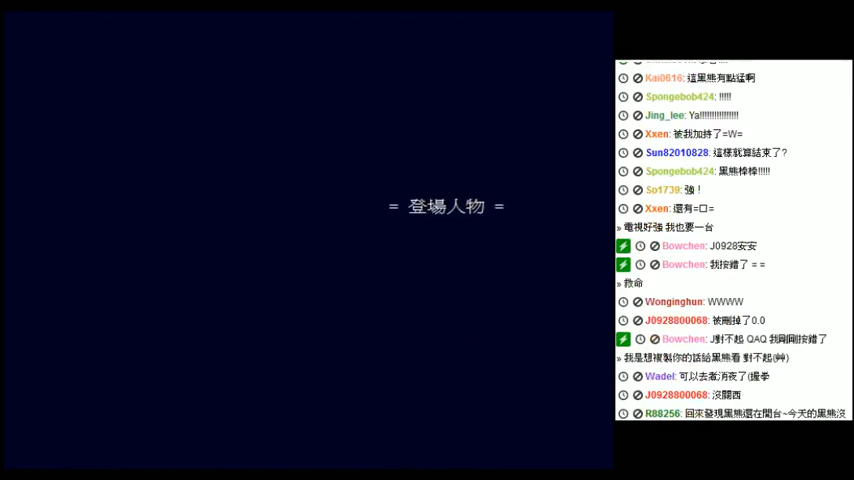 = 登場人物 =
Kai0616: 這黑熊有點猛啊
Spongebob424: !!!!!
Jing_lee: Ya!!!!!!!!!!!!!!!!
Xxen: 被我加持了=W=
Sun82010828: 這樣就算結束了?
Spongebob424: 黑熊棒棒!!!!!
So1739: 強！
Xxen: 還有=口=
» 電視好強 我也要一台
Bowchen: J0928安安
Bowchen: 我按錯了 = =
» 救命
Wonginghun: WWWW
J0928800068: 被刪掉了0.0
Bowchen: J對不起 QAQ 我剛剛按錯了
» 我是想複製你的話給黑熊看 對不起(艸)
Wadel: 可以去煮消夜了(握拳
J0928800068: 沒關西
R88256: 回來發現黑熊還在開台~今天的黑熊沒